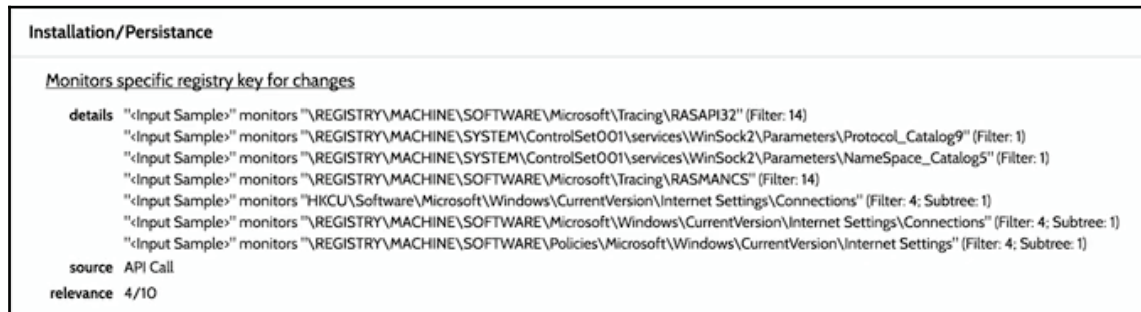 Installation/Persistance
Monitors specific registry key for changes
details "<Input Sample>" monitors "\REGISTRY\MACHINE\SOFTWARE\Microsoft\Tracing\RASAPI32" (Filter: 14)
"<Input Sample>" monitors "\REGISTRY\MACHINE\SYSTEM\ControlSet001\services\WinSock2\Parameters\Protocol_Catalog9" (Filter: 1)
"<Input Sample>" monitors "\REGISTRY\MACHINE\SYSTEM\ControlSet001\services\WinSock2\Parameters\NameSpace_Catalog5" (Filter: 1)
"<Input Sample>" monitors "\REGISTRY\MACHINE\SOFTWARE\Microsoft\Tracing\RASMANCS" (Filter: 14)
"<Input Sample>" monitors "HKCU\Software\Microsoft\Windows\CurrentVersion\Internet Settings\Connections" (Filter: 4; Subtree: 1)
"<Input Sample>" monitors "\REGISTRY\MACHINE\SOFTWARE\Microsoft\Windows\CurrentVersion\Internet Settings\Connections" (Filter: 4; Subtree: 1)
"<Input Sample>" monitors "\REGISTRY\MACHINE\SOFTWARE\Policies\Microsoft\Windows\CurrentVersion\Internet Settings" (Filter: 4; Subtree: 1)
source API Call
relevance 4/10